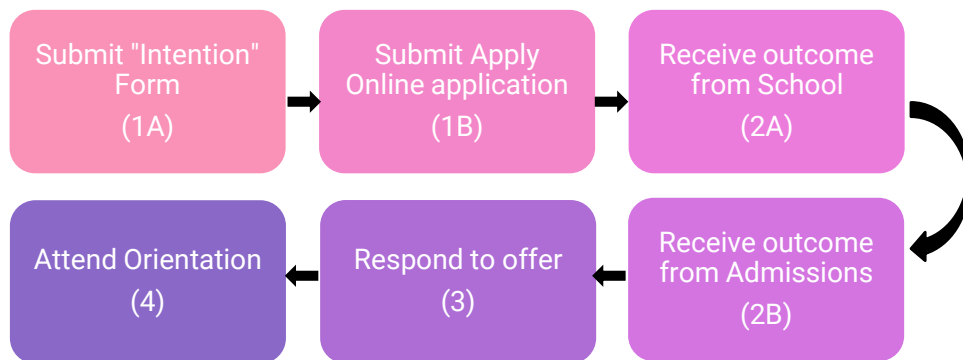 Submit "Intention"
Form
(1A)
Submit Apply
Online application
(1B)
Receive outcome
from School
(2A)
Receive outcome
from Admissions
(2B)
Respond to offer
(3)
Attend Orientation
(4)